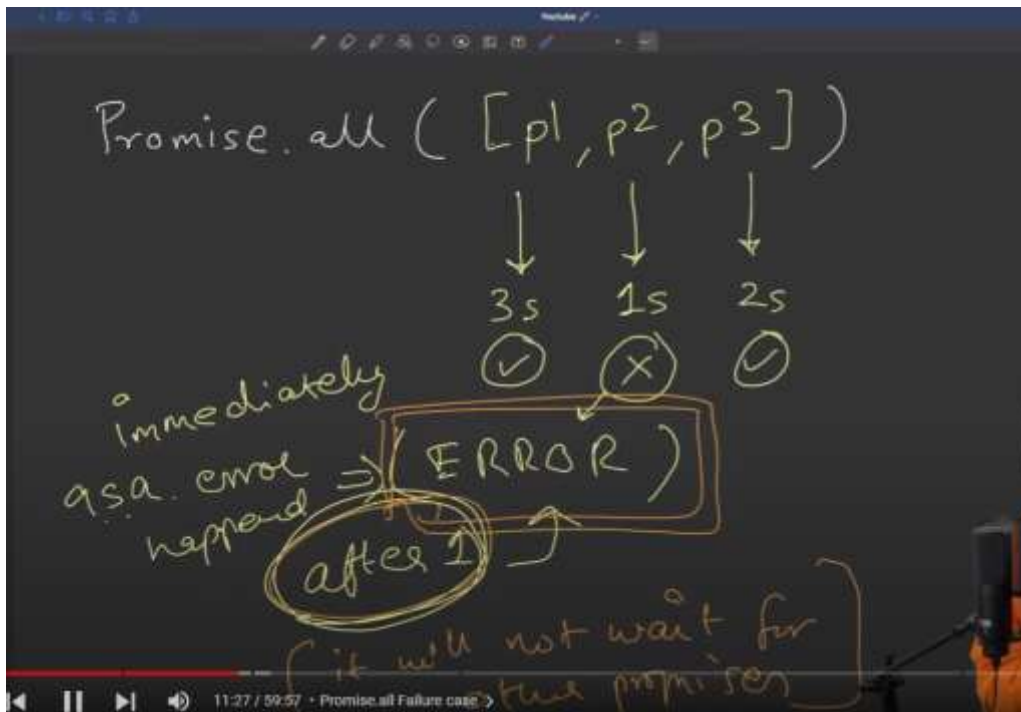 Promise.all ( [p1, p2, p3] )
3s 1s 2s
immediately
a.s.a. error
happend
⇒ ( ERROR )
after 1
it will not wait for
other promises
11:27 / 59:57 • Promise.all Failure case >